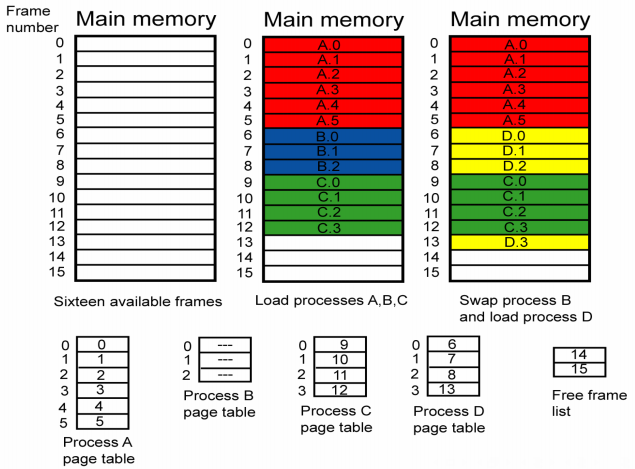 Frame
number
Main memory
0
1
2
3
4
5
6
7
8
9
10
11
12
13
14
15
Sixteen available frames
Main memory
0 A.0
1 A.1
2 A.2
3 A.3
4 A.4
5 A.5
6 B.0
7 B.1
8 B.2
9 C.0
10 C.1
11 C.2
12 C.3
13
14
15
Load processes A,B,C
Main memory
0 A.0
1 A.1
2 A.2
3 A.3
4 A.4
5 A.5
6 D.0
7 D.1
8 D.2
9 C.0
10 C.1
11 C.2
12 C.3
13 D.3
14
15
Swap process B
and load process D
0 0
1 1
2 2
3 3
4 4
5 5
Process A
page table
0 ---
1 ---
2 ---
Process B
page table
0 9
1 10
2 11
3 12
Process C
page table
0 6
1 7
2 8
3 13
Process D
page table
14
15
Free frame
list